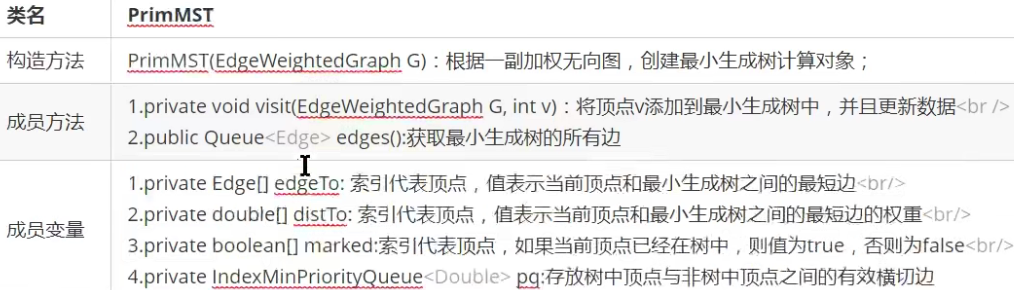 类名 PrimMST
构造方法 PrimMST(EdgeWeightedGraph G)：根据一副加权无向图，创建最小生成树计算对象；
成员方法 1.private void visit(EdgeWeightedGraph G, int v)：将顶点v添加到最小生成树中，并且更新数据<br />
2.public Queue<Edge> edges():获取最小生成树的所有边
成员变量 1.private Edge[] edgeTo: 索引代表顶点，值表示当前顶点和最小生成树之间的最短边<br/>
2.private double[] distTo: 索引代表顶点，值表示当前顶点和最小生成树之间的最短边的权重<br/>
3.private boolean[] marked:索引代表顶点，如果当前顶点已经在树中，则值为true，否则为false<br/>
4.private IndexMinPriorityQueue<Double> pq:存放树中顶点与非树中顶点之间的有效横切边